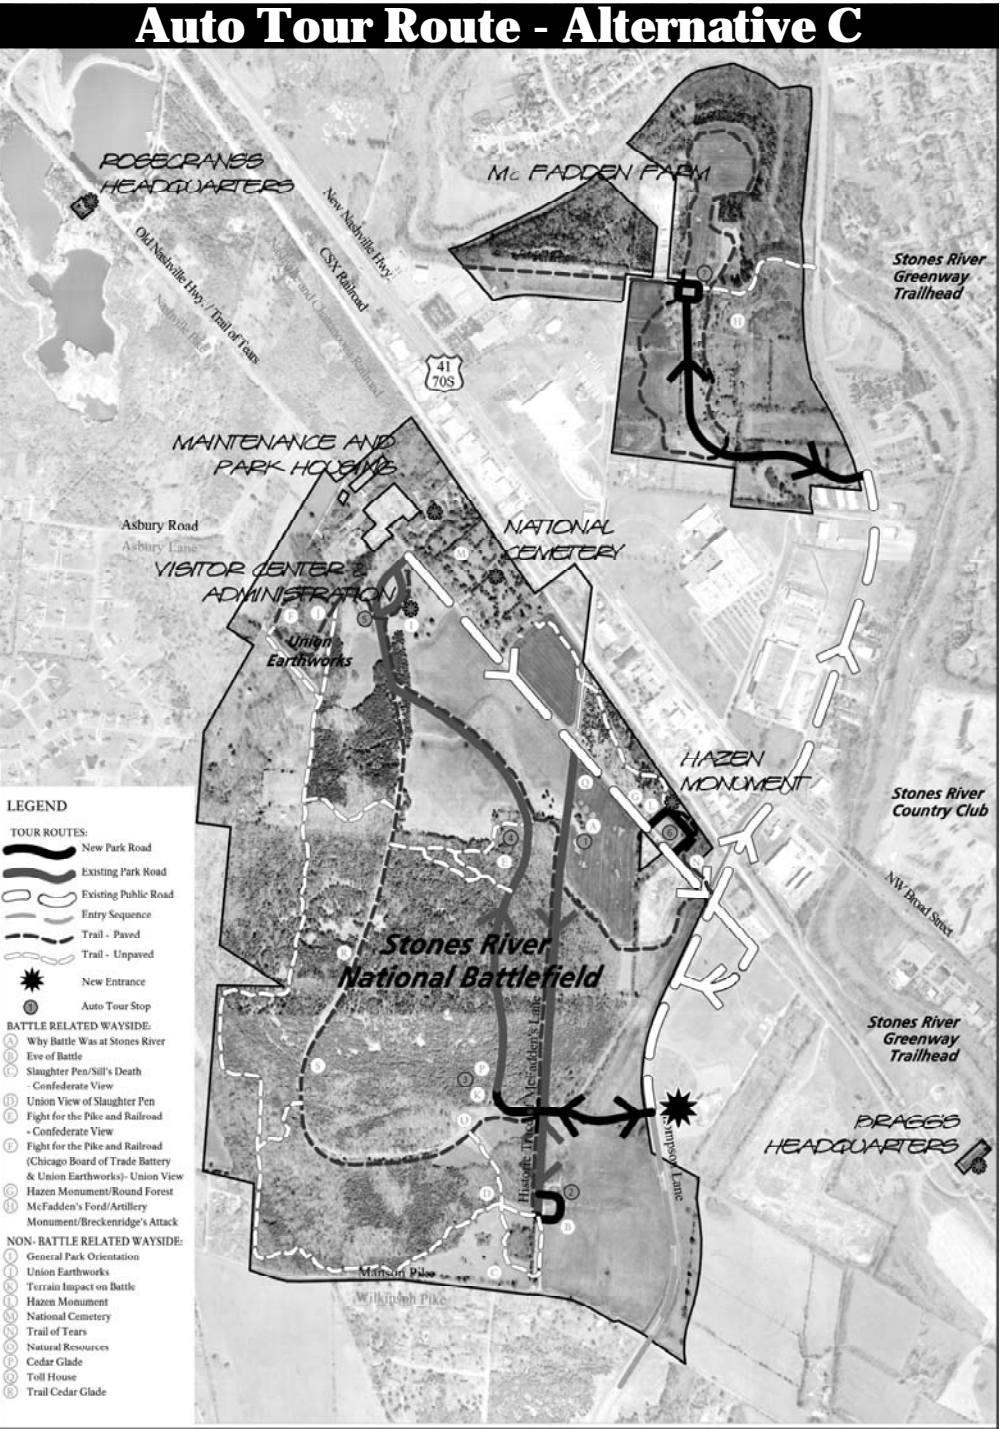 Auto Tour Route - Alternative C
ROSECRANSS
HEADQUARTERS
Mc FADDEN FARM
New Nashville Hwy.
CSX Railroad
Old Nashville Hwy. / Trail of Tears
Nashville Pike
Stones River
Greenway
Trailhead
41
70S
MAINTENANCE AND
PARK HOUSING
Asbury Road
Asbury Lane
NATIONAL
CEMETERY
VISITOR CENTER &
ADMINISTRATION
Union
Earthworks
HAZEN
MONUMENT
Stones River
Country Club
NW Broad Street
Stones River
National Battlefield
Stones River
Greenway
Trailhead
BRAGG'S
HEADQUARTERS
Manson Pike
Wilkinson Pike
LEGEND
TOUR ROUTES:
New Park Road
Existing Park Road
Existing Public Road
Entry Sequence
Trail - Paved
Trail - Unpaved
New Entrance
1 Auto Tour Stop
BATTLE RELATED WAYSIDE:
A Why Battle Was at Stones River
B Eve of Battle
C Slaughter Pen/Sill's Death
- Confederate View
D Union View of Slaughter Pen
E Fight for the Pike and Railroad
- Confederate View
F Fight for the Pike and Railroad
(Chicago Board of Trade Battery
& Union Earthworks)- Union View
G Hazen Monument/Round Forest
H McFadden's Ford/Artillery
Monument/Breckenridge's Attack
NON- BATTLE RELATED WAYSIDE:
I General Park Orientation
J Union Earthworks
K Terrain Impact on Battle
L Hazen Monument
M National Cemetery
N Trail of Tears
O Natural Resources
P Cedar Glade
Q Toll House
R Trail Cedar Glade